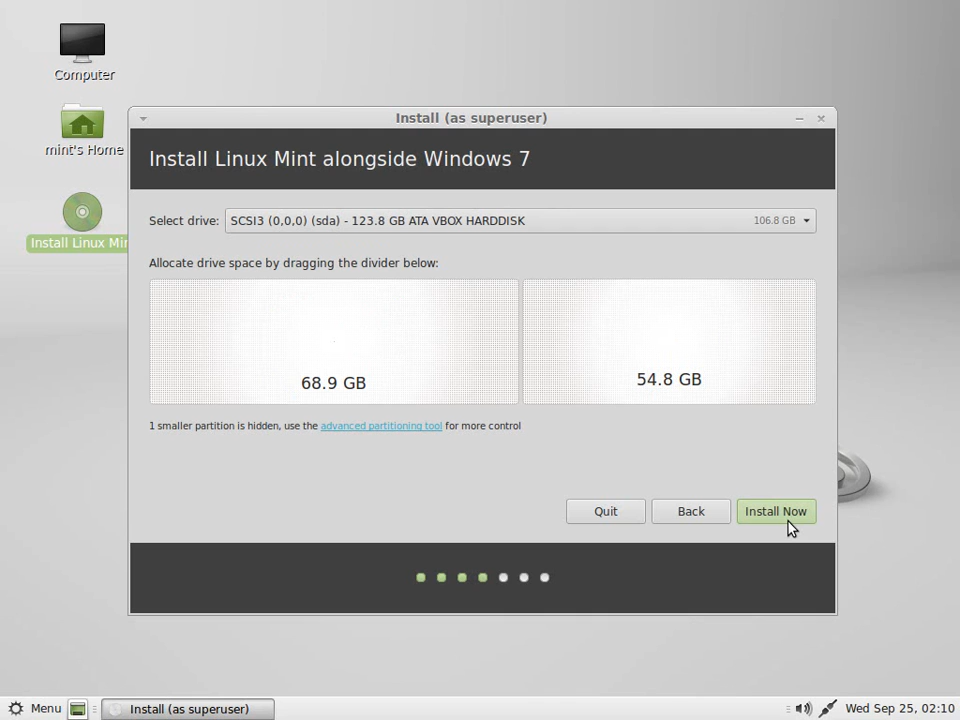 Computer
mint's Home
Install Linux Min
Install (as superuser)
Install Linux Mint alongside Windows 7
Select drive: SCSI3 (0,0,0) (sda) - 123.8 GB ATA VBOX HARDDISK 106.8 GB
Allocate drive space by dragging the divider below:
68.9 GB 54.8 GB
1 smaller partition is hidden, use the advanced partitioning tool for more control
Quit Back Install Now
Menu Install (as superuser) Wed Sep 25, 02:10